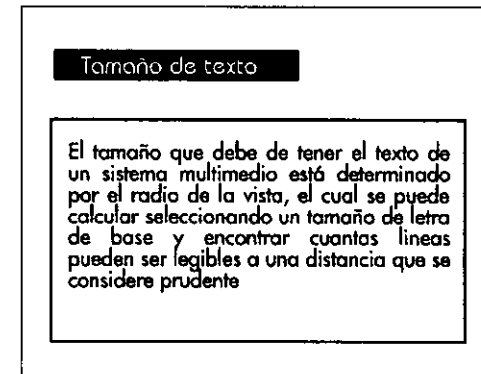 Tamaño de texto
El tamaño que debe de tener el texto de
un sistema multimedio está determinado
por el radio de la vista, el cual se puede
calcular seleccionando un tamaño de letra
de base y encontrar cuantas lineas
pueden ser legibles a una distancia que se
considere prudente